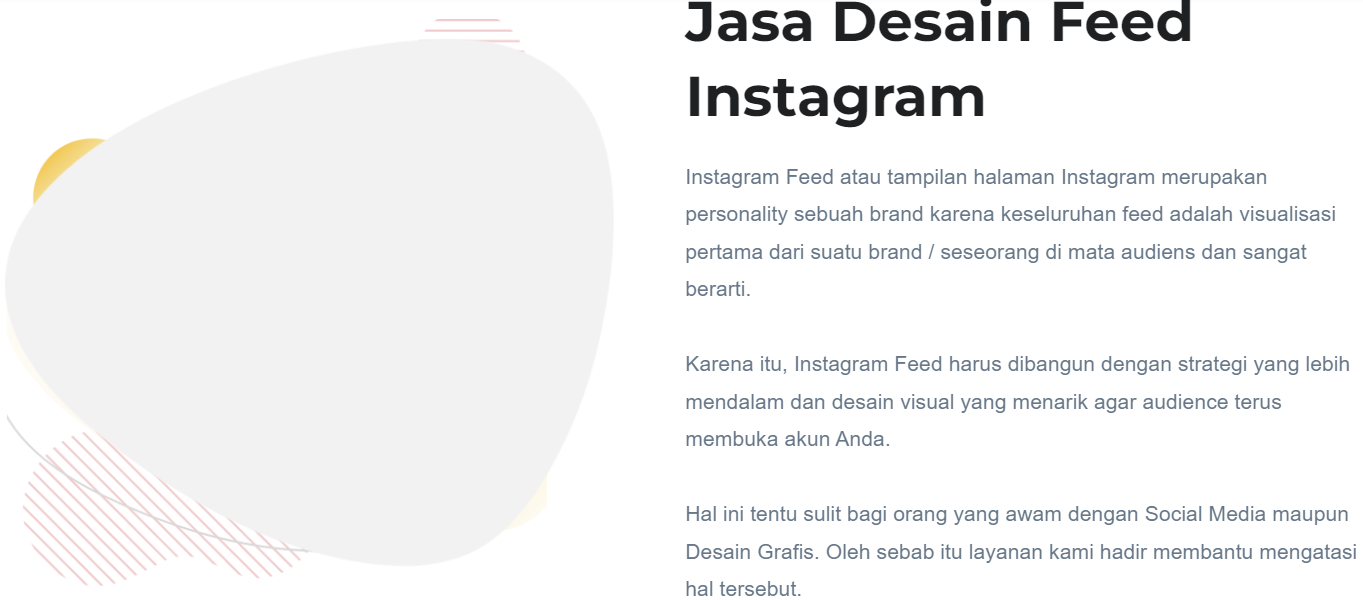 Jasa Desain Feed
Instagram
Instagram Feed atau tampilan halaman Instagram merupakan
personality sebuah brand karena keseluruhan feed adalah visualisasi
pertama dari suatu brand / seseorang di mata audiens dan sangat
berarti.
Karena itu, Instagram Feed harus dibangun dengan strategi yang lebih
mendalam dan desain visual yang menarik agar audience terus
membuka akun Anda.
Hal ini tentu sulit bagi orang yang awam dengan Social Media maupun
Desain Grafis. Oleh sebab itu layanan kami hadir membantu mengatasi
hal tersebut.